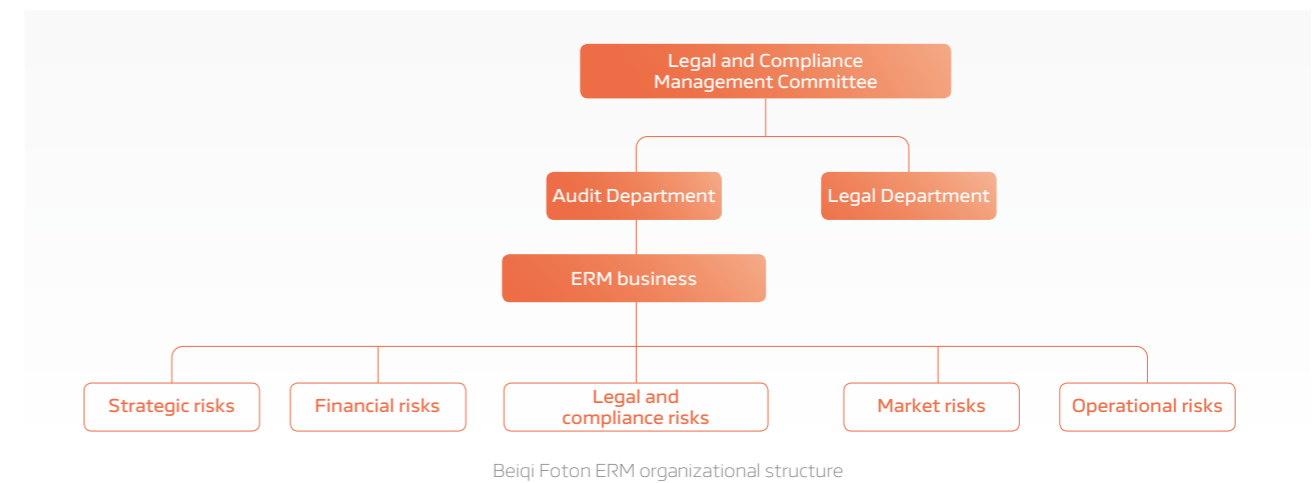 Legal and Compliance
Management Committee
Audit Department
Legal Department
ERM business
Strategic risks
Financial risks
Legal and
compliance risks
Market risks
Operational risks
Beiqi Foton ERM organizational structure